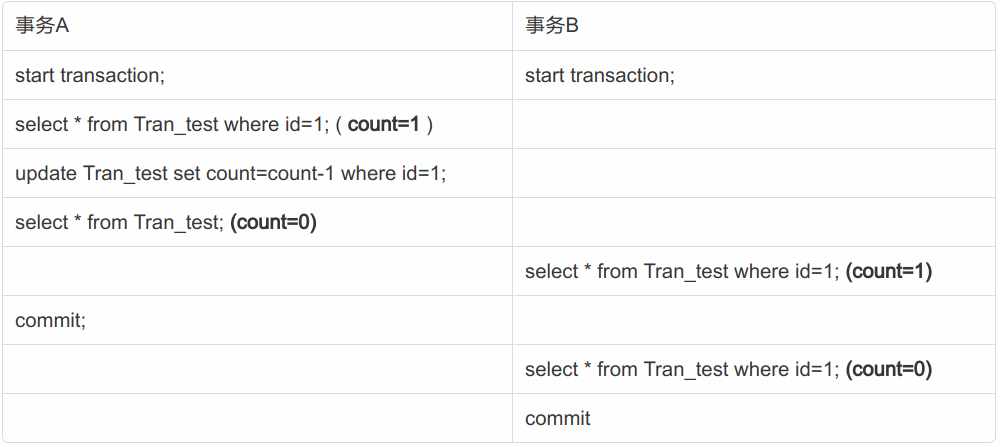 事务A
事务B
start transaction;
start transaction;
select * from Tran_test where id=1; ( count=1 )
update Tran_test set count=count-1 where id=1;
select * from Tran_test; (count=0)
select * from Tran_test where id=1; (count=1)
commit;
select * from Tran_test where id=1; (count=0)
commit